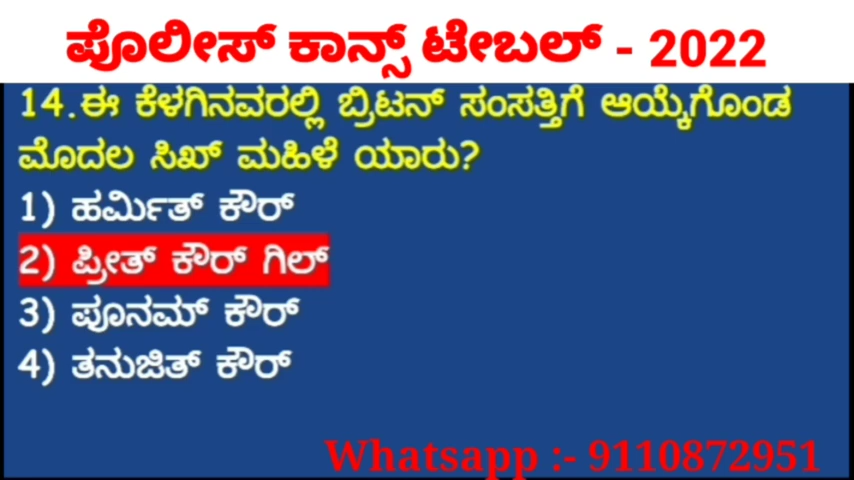 ಪೊಲೀಸ್ ಕಾನ್ಸ್ ಟೇಬಲ್ - 2022
14.ಈ ಕೆಳಗಿನವರಲ್ಲಿ ಬ್ರಿಟನ್ ಸಂಸತ್ತಿಗೆ ಆಯ್ಕೆಗೊಂಡ
ಮೊದಲ ಸಿಖ್ ಮಹಿಳೆ ಯಾರು?
1) ಹರ್ಮಿತ್ ಕೌರ್
2) ಪ್ರೀತ್ ಕೌರ್ ಗಿಲ್
3) ಪೂನಮ್ ಕೌರ್
4) ತನುಜಿತ್ ಕೌರ್
Whatsapp :- 9110872951